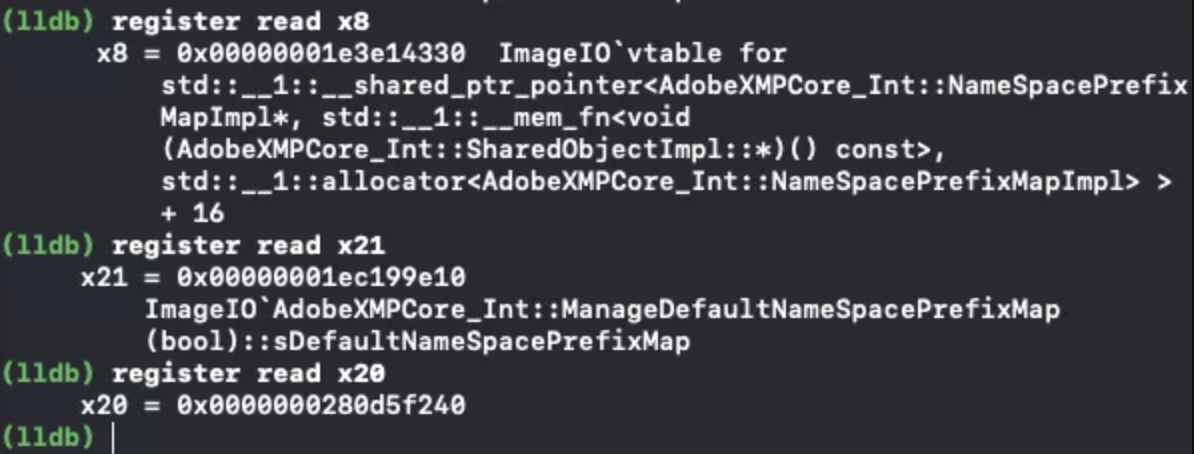 (lldb) register read x8
x8 = 0x00000001e3e14330 ImageIO`vtable for
std::__1::__shared_ptr_pointer<AdobeXMPCore_Int::NameSpacePrefix
MapImpl*, std::__1::__mem_fn<void
(AdobeXMPCore_Int::SharedObjectImpl::*)() const>,
std::__1::allocator<AdobeXMPCore_Int::NameSpacePrefixMapImpl> >
+ 16
(lldb) register read x21
x21 = 0x00000001ec199e10
ImageIO`AdobeXMPCore_Int::ManageDefaultNameSpacePrefixMap
(bool)::sDefaultNameSpacePrefixMap
(lldb) register read x20
x20 = 0x0000000280d5f240
(lldb)